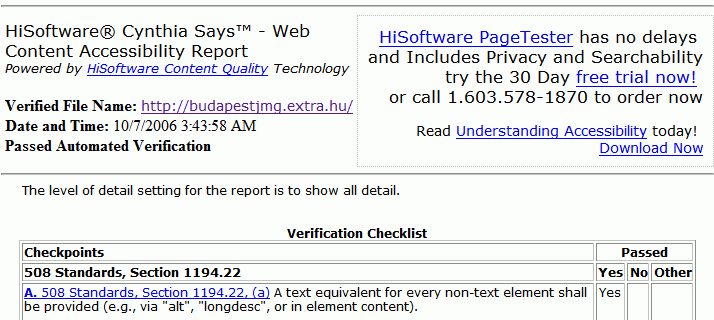 HiSoftware® Cynthia Says™ - Web
Content Accessibility Report
Powered by HiSoftware Content Quality Technology
Verified File Name: http://budapestjmg.extra.hu/
Date and Time: 10/7/2006 3:43:58 AM
Passed Automated Verification
HiSoftware PageTester has no delays
and Includes Privacy and Searchability
try the 30 Day free trial now!
or call 1.603.578-1870 to order now
Read Understanding Accessibility today!
Download Now
The level of detail setting for the report is to show all detail.
Verification Checklist
Checkpoints Passed
508 Standards, Section 1194.22 Yes No Other
A. 508 Standards, Section 1194.22, (a) A text equivalent for every non-text element shall Yes
be provided (e.g., via "alt", "longdesc", or in element content).